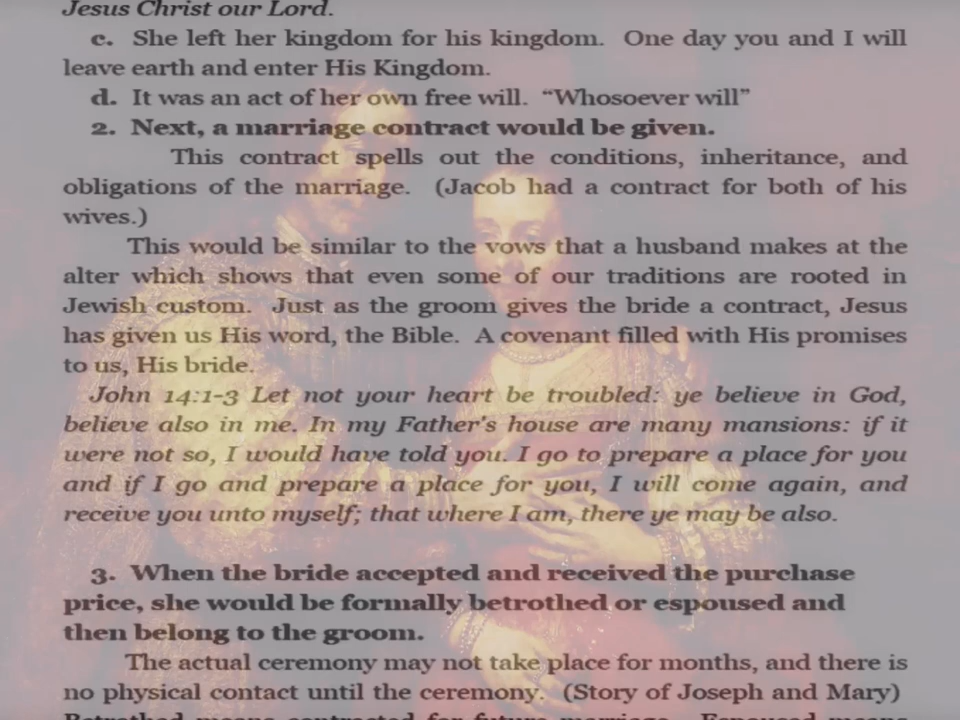 Jesus Christ our Lord.
c. She left her kingdom for his kingdom. One day you and I will
leave earth and enter His Kingdom.
d. It was an act of her own free will. “Whosoever will”
2. Next, a marriage contract would be given.
This contract spells out the conditions, inheritance, and
obligations of the marriage. (Jacob had a contract for both of his
wives.)
This would be similar to the vows that a husband makes at the
alter which shows that even some of our traditions are rooted in
Jewish custom. Just as the groom gives the bride a contract, Jesus
has given us His word, the Bible. A covenant filled with His promises
to us, His bride.
John 14:1-3 Let not your heart be troubled: ye believe in God,
believe also in me. In my Father's house are many mansions: if it
were not so, I would have told you. I go to prepare a place for you
and if I go and prepare a place for you, I will come again, and
receive you unto myself; that where I am, there ye may be also.
3. When the bride accepted and received the purchase
price, she would be formally betrothed or espoused and
then belong to the groom.
The actual ceremony may not take place for months, and there is
no physical contact until the ceremony. (Story of Joseph and Mary)
Betrothed means contracted for future marriage. Espoused means